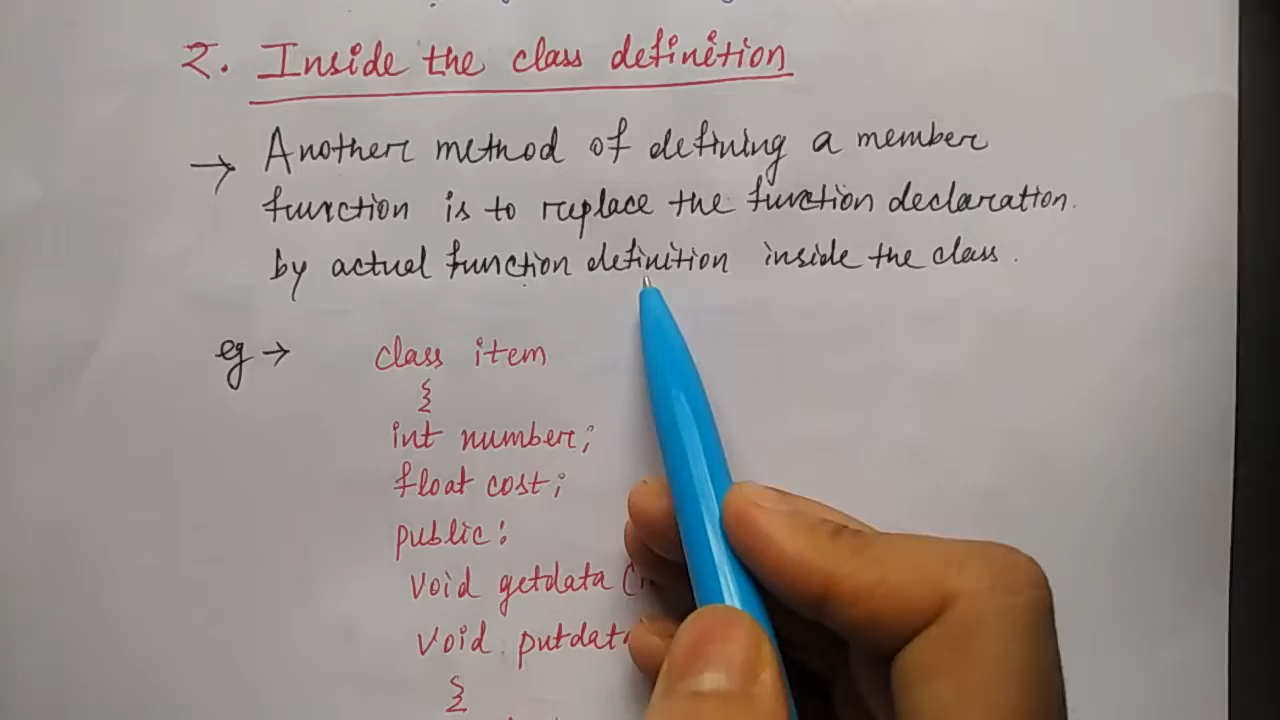 2. Inside the class definition
→ Another method of defining a member
function is to replace the function declaration.
by actual function definition inside the class.
eg → class item
{
int number;
float cost;
public:
void getdata (
void putdata
{